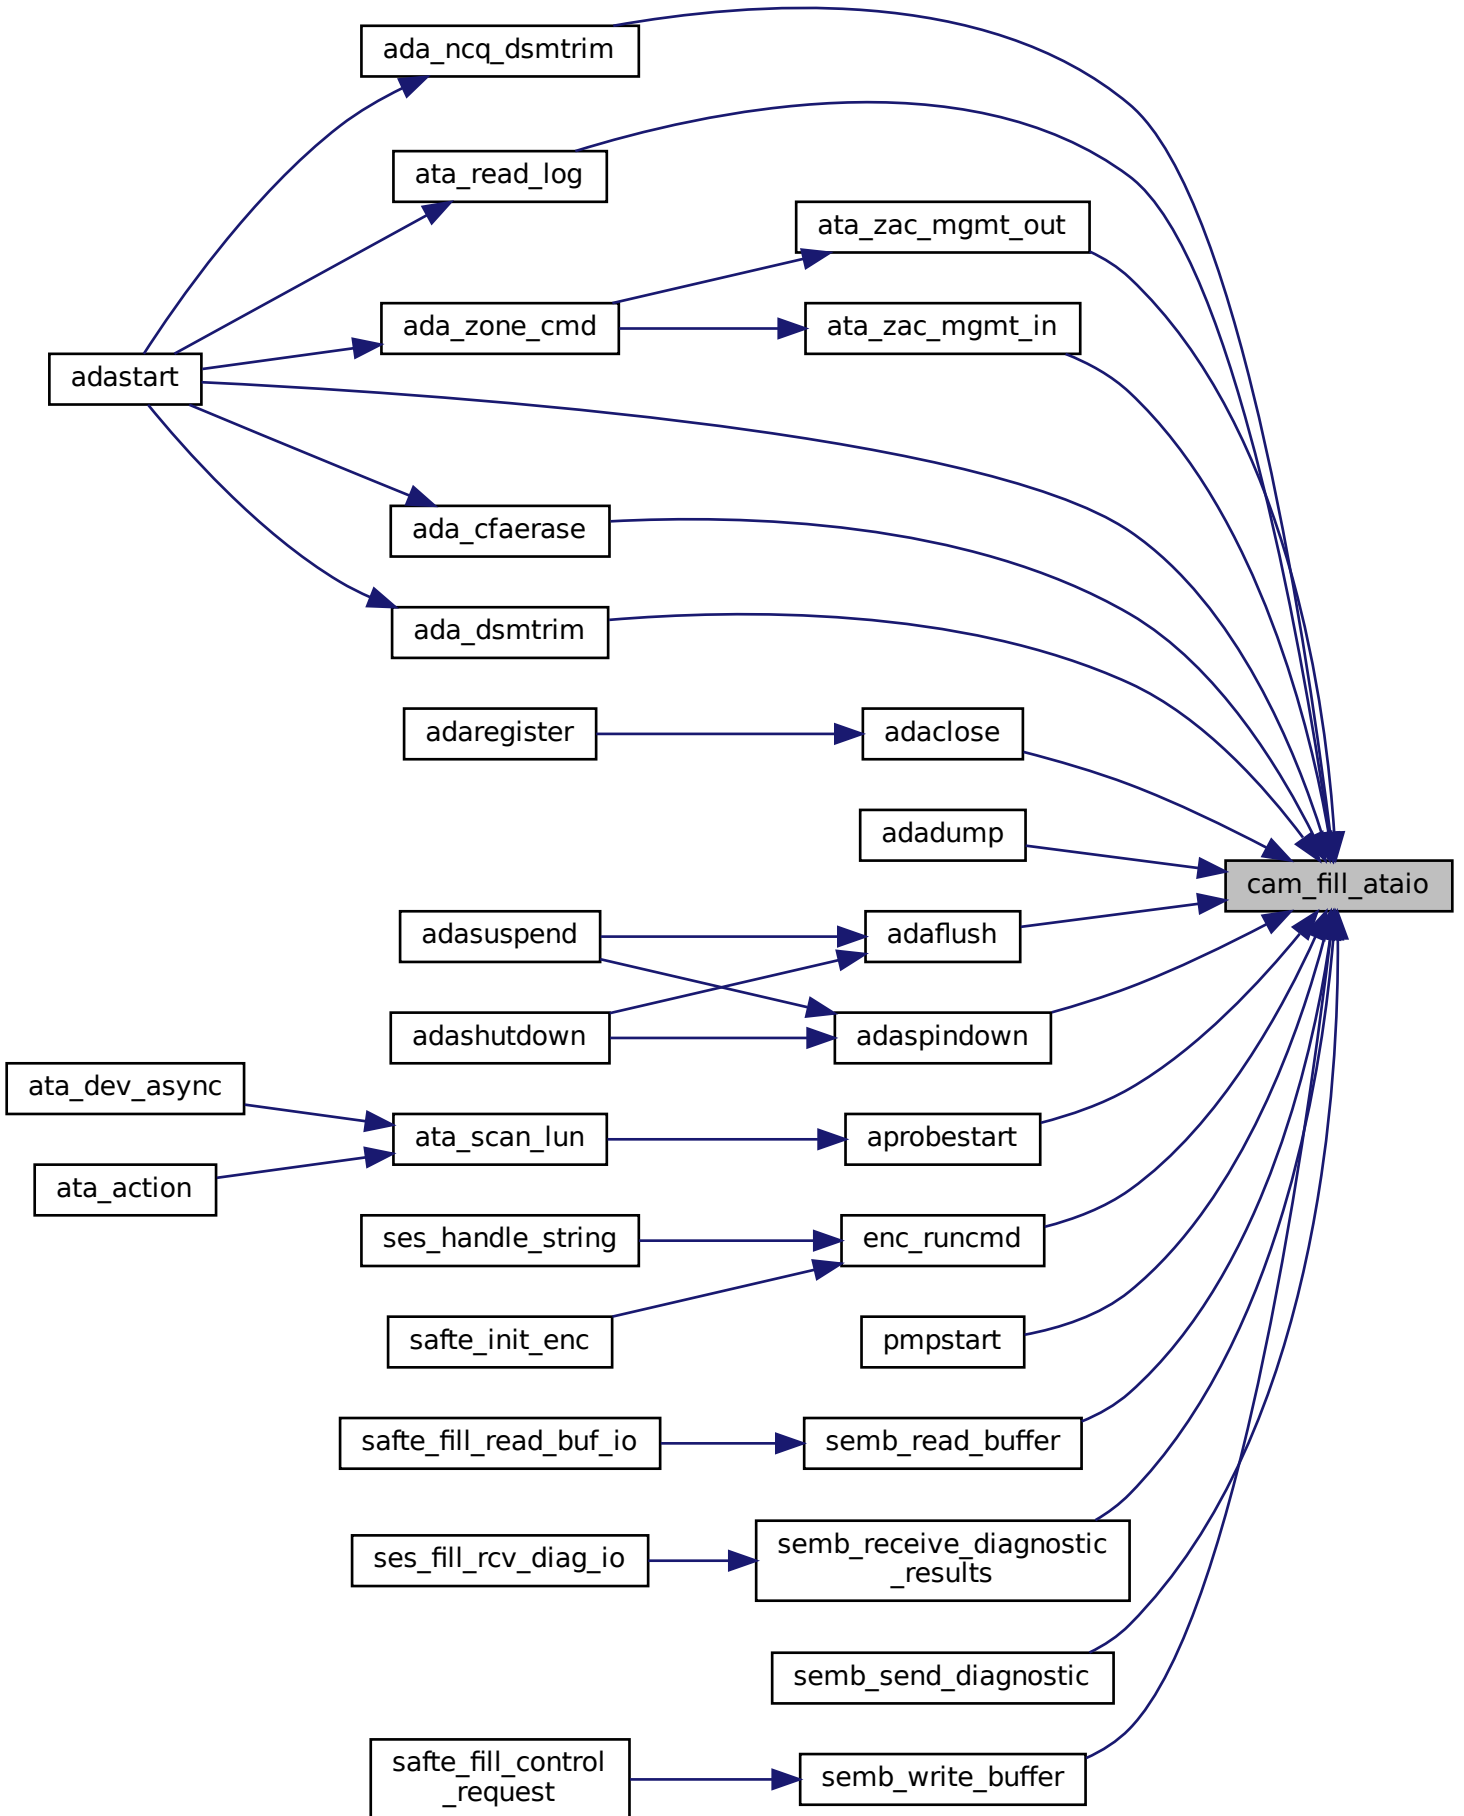 ada_ncq_dsmtrim
ata_read_log
ata_zac_mgmt_out
ada_zone_cmd
ata_zac_mgmt_in
adastart
ada_cfaerase
ada_dsmtrim
adaregister
adaclose
adadump
cam_fill_ataio
adasuspend
adaflush
adashutdown
adaspindown
ata_dev_async
ata_scan_lun
aprobestart
ata_action
ses_handle_string
enc_runcmd
safte_init_enc
pmpstart
safte_fill_read_buf_io
semb_read_buffer
ses_fill_rcv_diag_io
semb_receive_diagnostic
_results
semb_send_diagnostic
safte_fill_control
_request
semb_write_buffer